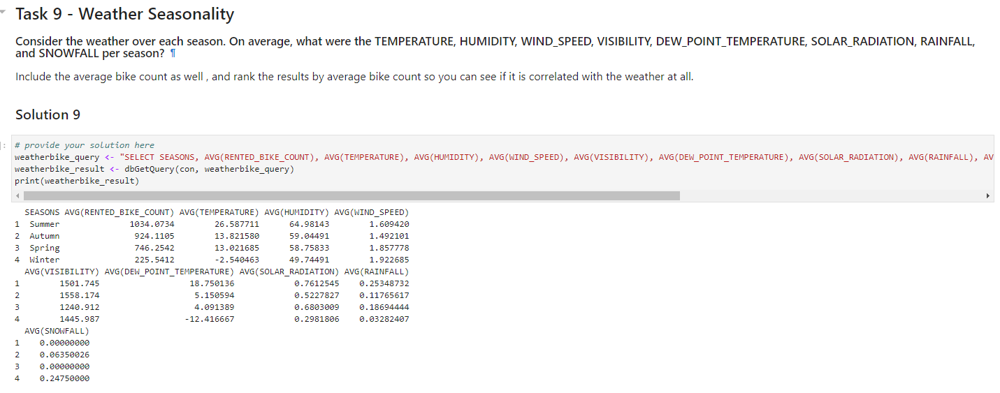 Task 9 - Weather Seasonality
Consider the weather over each season. On average, what were the TEMPERATURE, HUMIDITY, WIND_SPEED, VISIBILITY, DEW_POINT_TEMPERATURE, SOLAR_RADIATION, RAINFALL,
and SNOWFALL per season? ¶
Include the average bike count as well , and rank the results by average bike count so you can see if it is correlated with the weather at all.
Solution 9
]: # provide your solution here
weatherbike_query <- "SELECT SEASONS, AVG(RENTED_BIKE_COUNT), AVG(TEMPERATURE), AVG(HUMIDITY), AVG(WIND_SPEED), AVG(VISIBILITY), AVG(DEW_POINT_TEMPERATURE), AVG(SOLAR_RADIATION), AVG(RAINFALL), AV
weatherbike_result <- dbGetQuery(con, weatherbike_query)
print(weatherbike_result)
SEASONS AVG(RENTED_BIKE_COUNT) AVG(TEMPERATURE) AVG(HUMIDITY) AVG(WIND_SPEED)
1 Summer 1034.0734 26.587711 64.98143 1.609420
2 Autumn 924.1105 13.821580 59.04491 1.492101
3 Spring 746.2542 13.021685 58.75833 1.857778
4 Winter 225.5412 -2.540463 49.74491 1.922685
AVG(VISIBILITY) AVG(DEW_POINT_TEMPERATURE) AVG(SOLAR_RADIATION) AVG(RAINFALL)
1 1501.745 18.750136 0.7612545 0.25348732
2 1558.174 5.150594 0.5227827 0.11765617
3 1240.912 4.091389 0.6803009 0.18694444
4 1445.987 -12.416667 0.2981806 0.03282407
AVG(SNOWFALL)
1 0.00000000
2 0.06350026
3 0.00000000
4 0.24750000